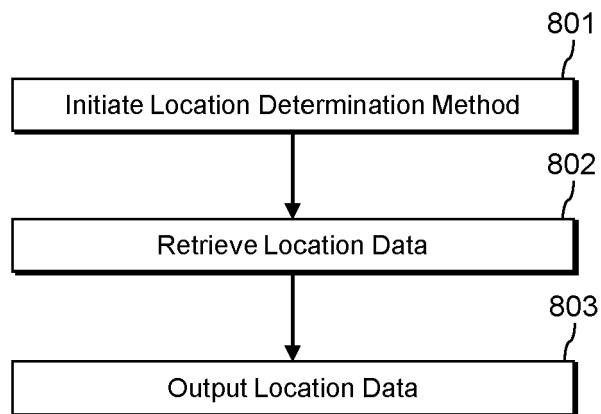 801
Initiate Location Determination Method
802
Retrieve Location Data
803
Output Location Data